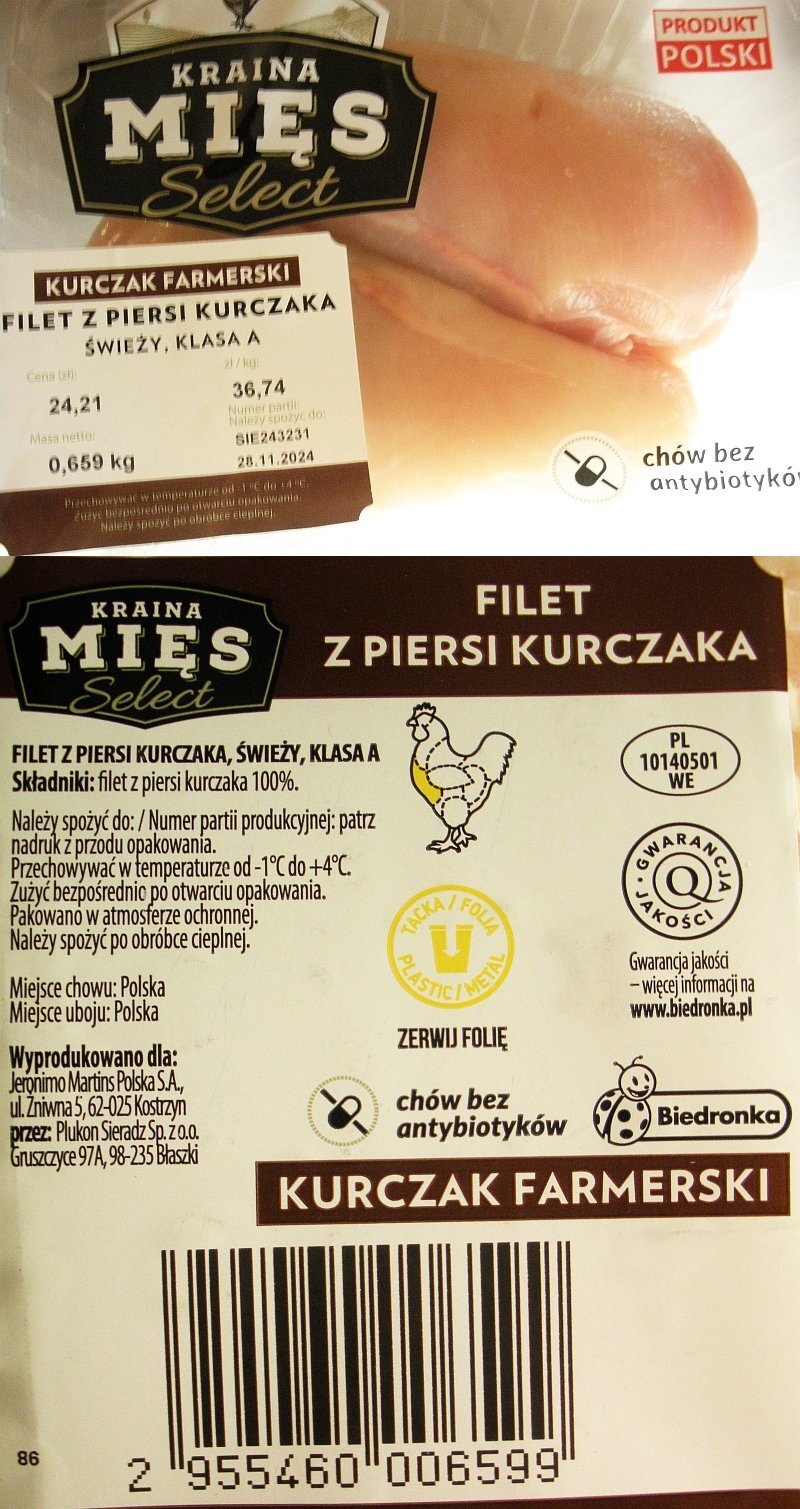 KRAINA
MIĘS
Select
PRODUKT
POLSKI
KURCZAK FARMERSKI
FILET Z PIERSI KURCZAKA
ŚWIEŻY, KLASA A
Cena (zł):
zł / kg:
24,21
36,74
Numer partii:
Należy spożyć do:
Masa netto:
SIE243231
0,659 kg
28.11.2024
Przechowywać w temperaturze od -1 °C do +4 °C.
Zużyć bezpośrednio po otwarciu opakowania.
Należy spożyć po obróbce cieplnej.
chów bez
antybiotykó
KRAINA
MIĘS
Select
FILET
Z PIERSI KURCZAKA
FILET Z PIERSI KURCZAKA, ŚWIEŻY, KLASA A
Składniki: filet z piersi kurczaka 100%.
Należy spożyć do: / Numer partii produkcyjnej: patrz
nadruk z przodu opakowania.
Przechowywać w temperaturze od -1°C do +4°C.
Zużyć bezpośrednio po otwarciu opakowania.
Pakowano w atmosferze ochronnej.
Należy spożyć po obróbce cieplnej.
Miejsce chowu: Polska
Miejsce uboju: Polska
Wyprodukowano dla:
Jeronimo Martins Polska S.A.,
ul. Żniwna 5, 62-025 Kostrzyn
przez: Plukon Sieradz Sp. z o.o.
Gruszczyce 97A, 98-235 Błaszki
PL
10140501
WE
GWARANCJA
Q
JAKOŚCI
Gwarancja jakości
– więcej informacji na
www.biedronka.pl
TACKA / FOLIA
PLASTIC / METAL
ZERWIJ FOLIĘ
chów bez
antybiotyków
Biedronka
KURCZAK FARMERSKI
86
2 955460 006599